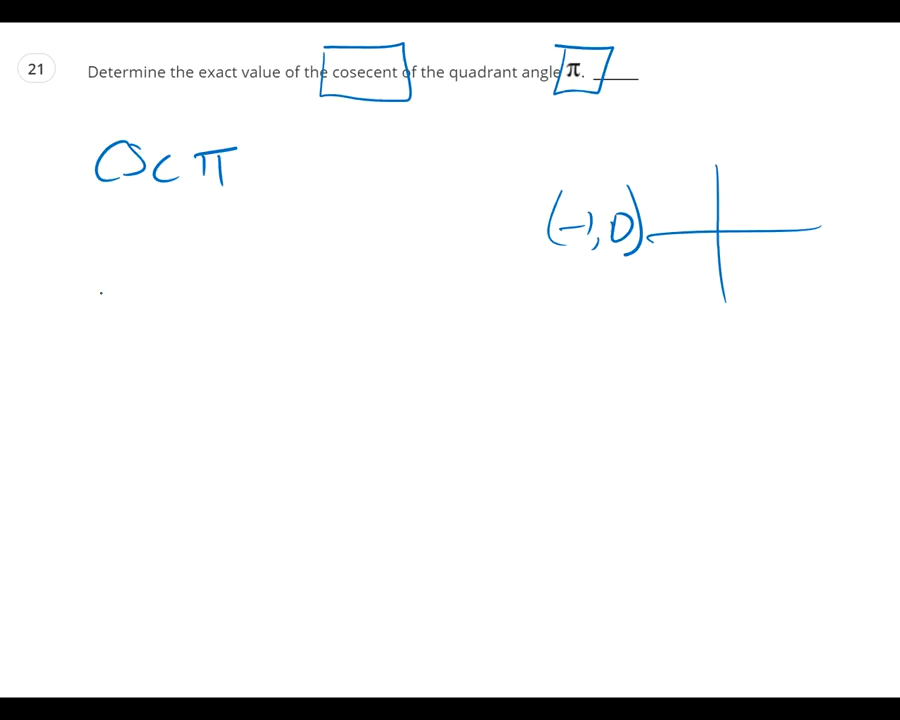 21 Determine the exact value of the cosecent of the quadrant angle π. _____
csc π
(-1, 0)